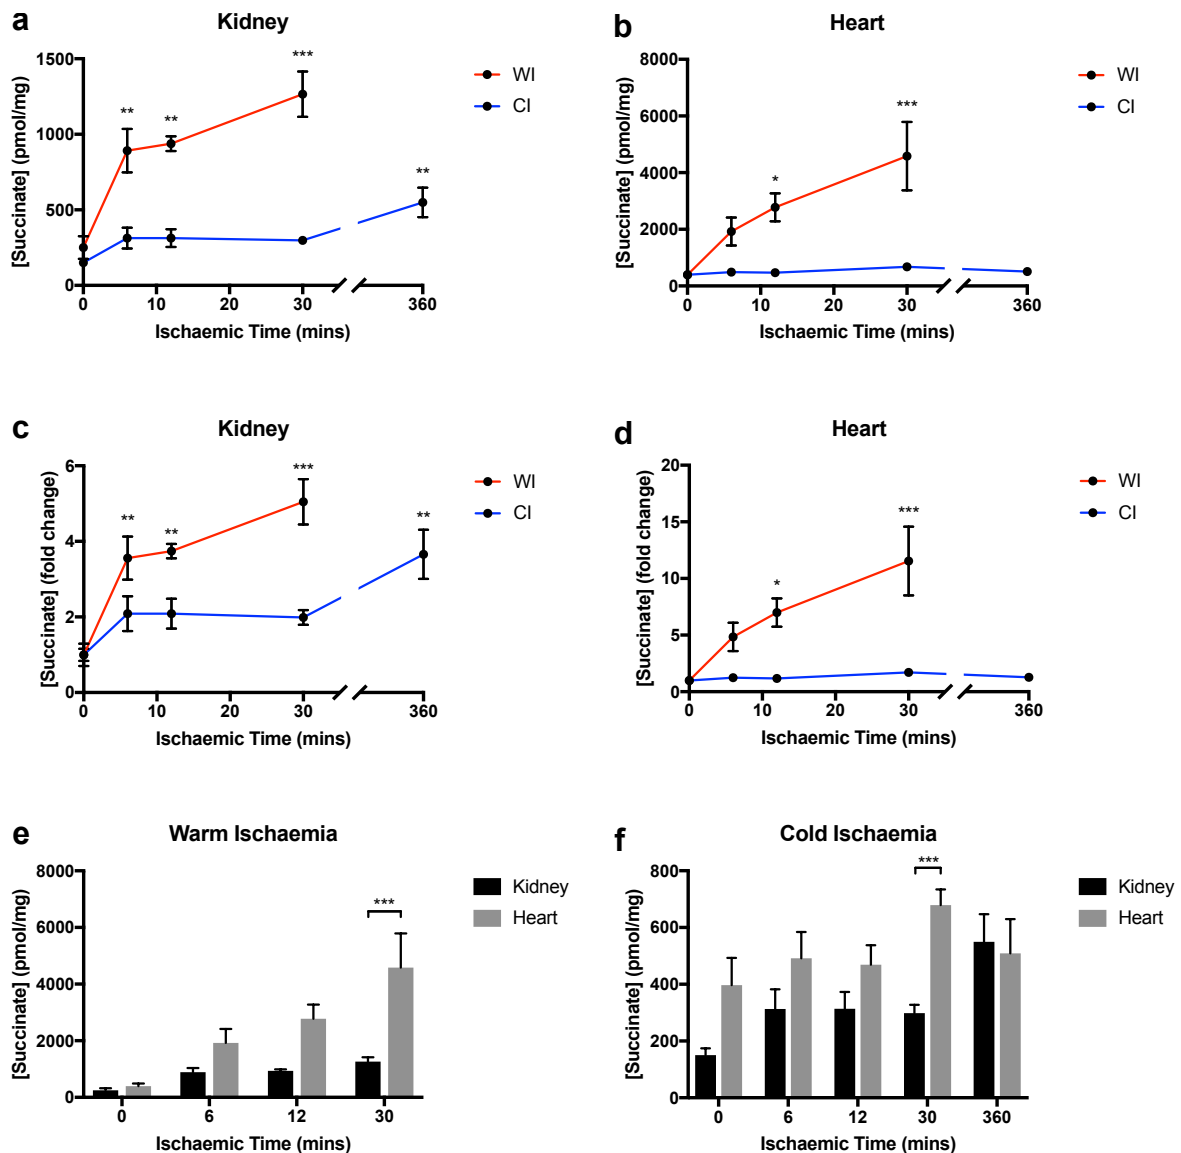 a
Kidney
[Succinate] (pmol/mg)
1500
1000
500
0
**
**
***
**
WI
CI
0 10 20 30 360
Ischaemic Time (mins)
b
Heart
[Succinate] (pmol/mg)
8000
6000
4000
2000
0
*
***
WI
CI
0 10 20 30 360
Ischaemic Time (mins)
c
Kidney
[Succinate] (fold change)
6
4
2
0
**
**
***
**
WI
CI
0 10 20 30 360
Ischaemic Time (mins)
d
Heart
[Succinate] (fold change)
20
15
10
5
0
*
***
WI
CI
0 10 20 30 360
Ischaemic Time (mins)
e
Warm Ischaemia
[Succinate] (pmol/mg)
8000
6000
4000
2000
0
***
Kidney
Heart
0 6 12 30
Ischaemic Time (mins)
f
Cold Ischaemia
[Succinate] (pmol/mg)
800
600
400
200
0
***
Kidney
Heart
0 6 12 30 360
Ischaemic Time (mins)